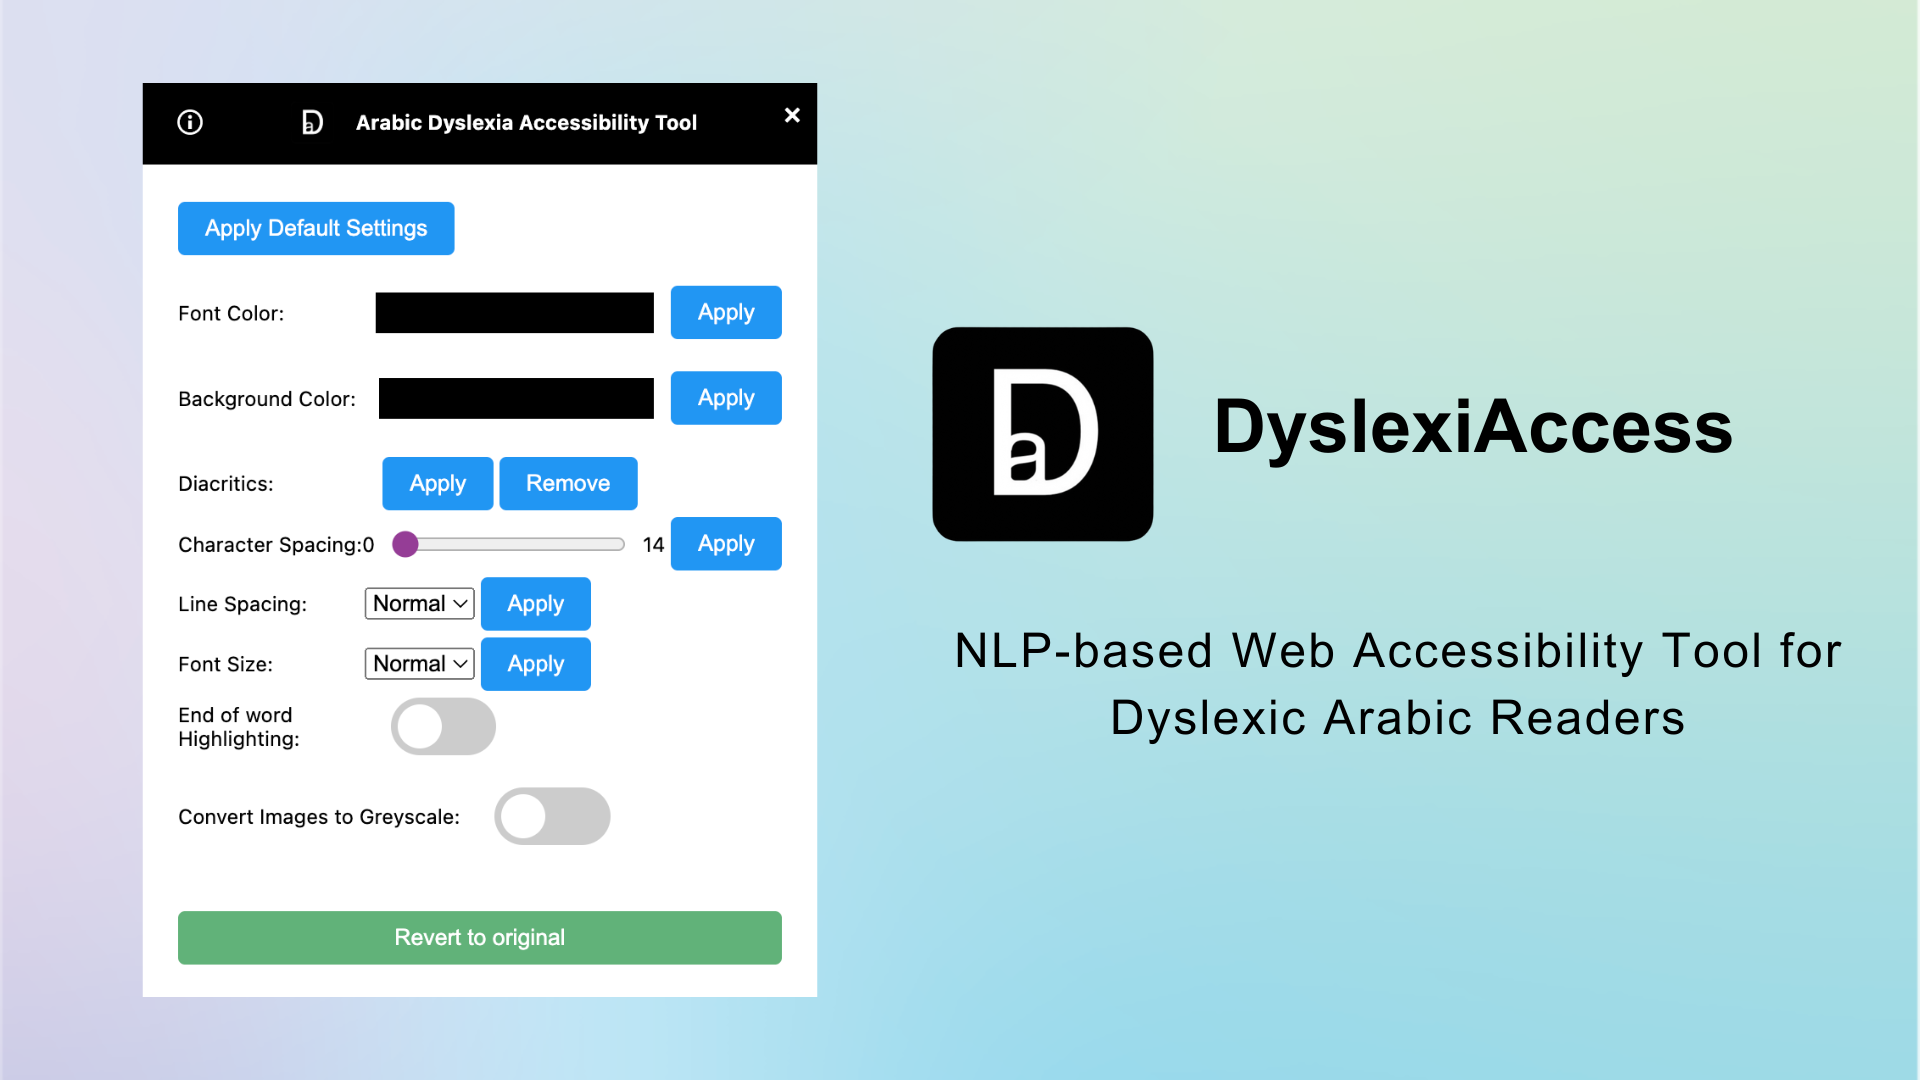 Arabic Dyslexia Accessibility Tool ×
Apply Default Settings
Font Color: Apply
Background Color: Apply
Diacritics: Apply Remove
Character Spacing:0 14 Apply
Line Spacing: Normal Apply
Font Size: Normal Apply
End of word
Highlighting:
Convert Images to Greyscale:
Revert to original
Da
DyslexiAccess
NLP-based Web Accessibility Tool for
Dyslexic Arabic Readers